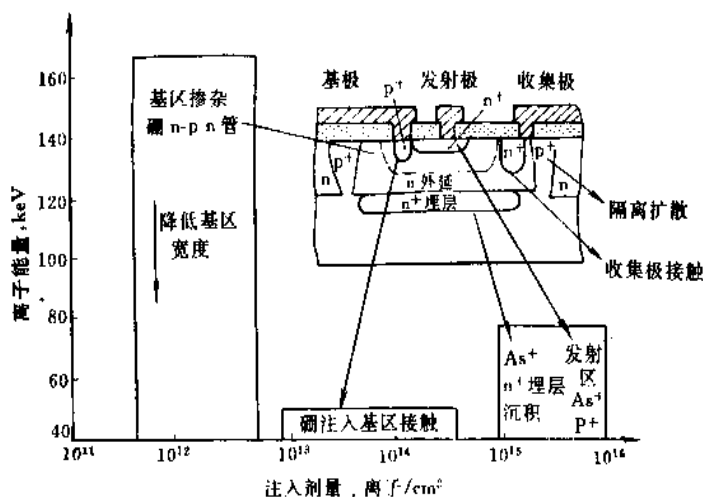 离子能量,keV
160
140
120
100
80
60
40
10¹¹
10¹²
10¹³
10¹⁴
10¹⁵
10¹⁶
注入剂量,离子/cm²
基区掺杂
硼 n-p-n管
降低基区
宽度
基极
发射极
收集极
p⁺
n⁺
n
p⁺
n⁺
p⁺
n
n外延
n⁺埋层
隔离扩散
收集极接触
硼注入基区接触
As⁺
n⁺埋层
沉积
发射
区
As⁺
P⁺